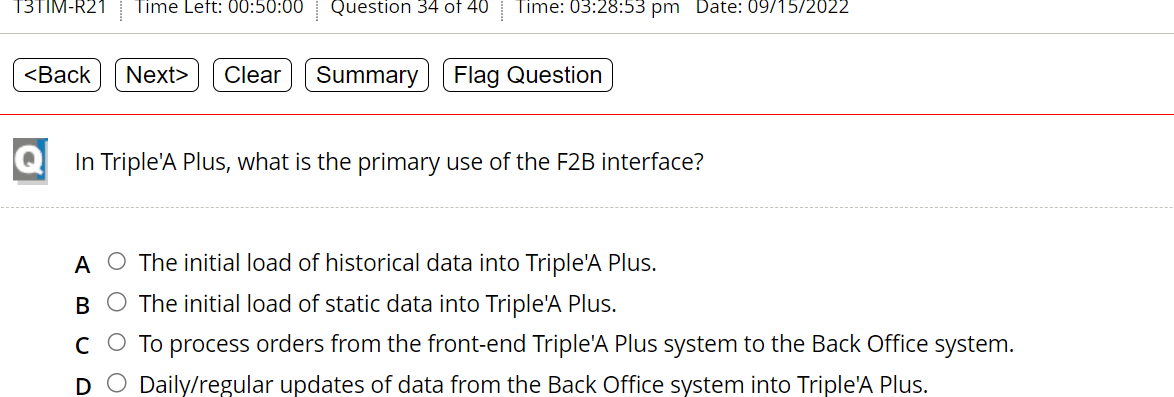 T3TIM-R21 Time Left: 00:50:00 Question 34 of 40 Time: 03:28:53 pm Date: 09/15/2022
<Back Next> Clear Summary Flag Question
Q In Triple'A Plus, what is the primary use of the F2B interface?
A The initial load of historical data into Triple'A Plus.
B The initial load of static data into Triple'A Plus.
C To process orders from the front-end Triple'A Plus system to the Back Office system.
D Daily/regular updates of data from the Back Office system into Triple'A Plus.